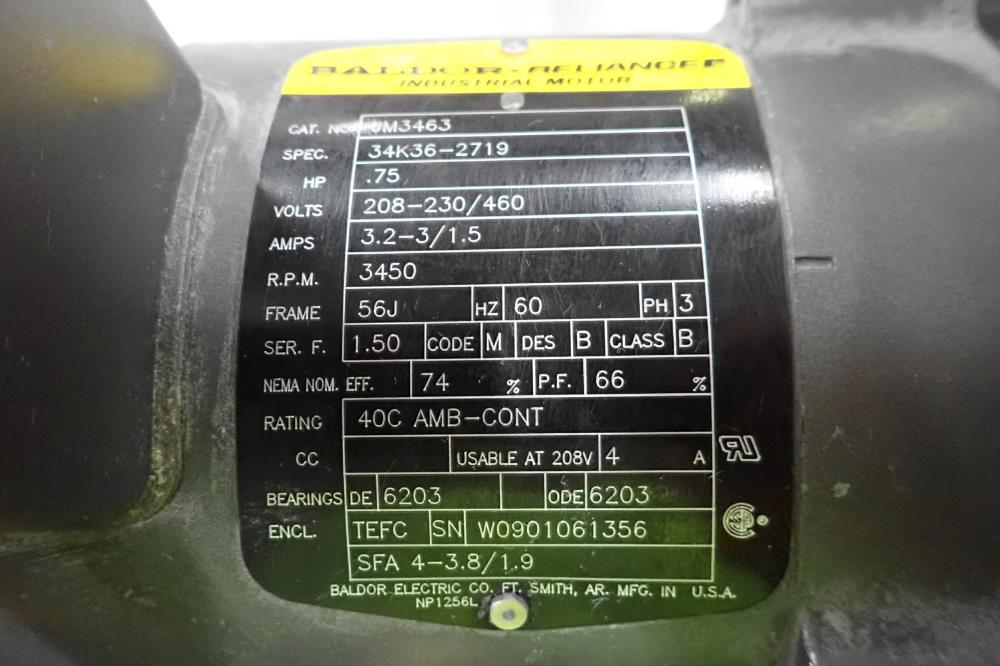 BALDOR • RELIANCER
INDUSTRIAL MOTOR
CAT. NO. JM3463
SPEC. 34K36-2719
HP .75
VOLTS 208-230/460
AMPS 3.2-3/1.5
R.P.M. 3450
FRAME 56J HZ 60 PH 3
SER. F. 1.50 CODE M DES B CLASS B
NEMA NOM. EFF. 74 % P.F. 66 %
RATING 40C AMB-CONT
CC USABLE AT 208V 4 A
BEARINGS DE 6203 ODE 6203
ENCL. TEFC SN W0901061356
SFA 4-3.8/1.9
BALDOR ELECTRIC CO. FT. SMITH, AR. MFG. IN U.S.A.
NP1256L